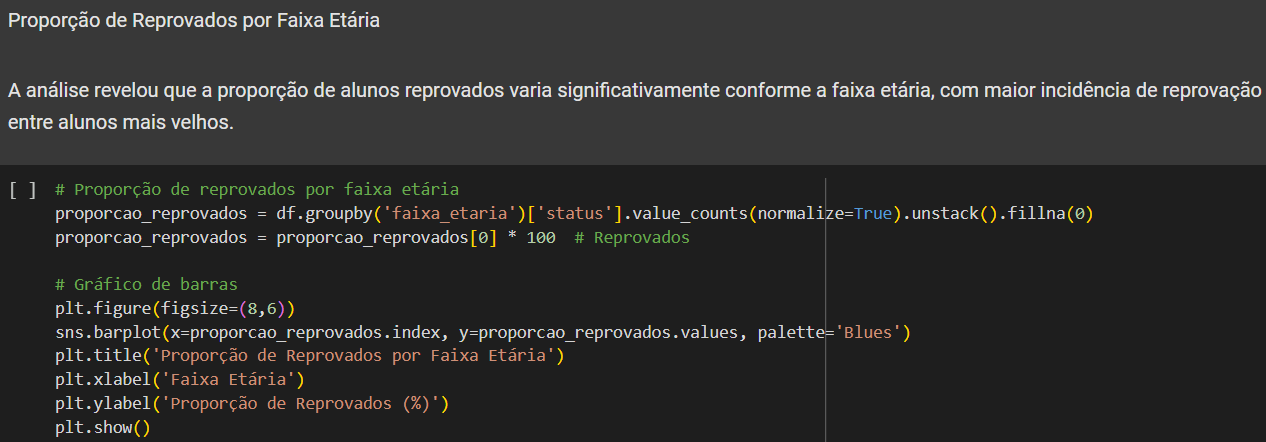 Proporção de Reprovados por Faixa Etária
A análise revelou que a proporção de alunos reprovados varia significativamente conforme a faixa etária, com maior incidência de reprovação
entre alunos mais velhos.
[ ] # Proporção de reprovados por faixa etária
proporcao_reprovados = df.groupby('faixa_etaria')['status'].value_counts(normalize=True).unstack().fillna(0)
proporcao_reprovados = proporcao_reprovados[0] * 100  # Reprovados
# Gráfico de barras
plt.figure(figsize=(8,6))
sns.barplot(x=proporcao_reprovados.index, y=proporcao_reprovados.values, palette='Blues')
plt.title('Proporção de Reprovados por Faixa Etária')
plt.xlabel('Faixa Etária')
plt.ylabel('Proporção de Reprovados (%)')
plt.show()